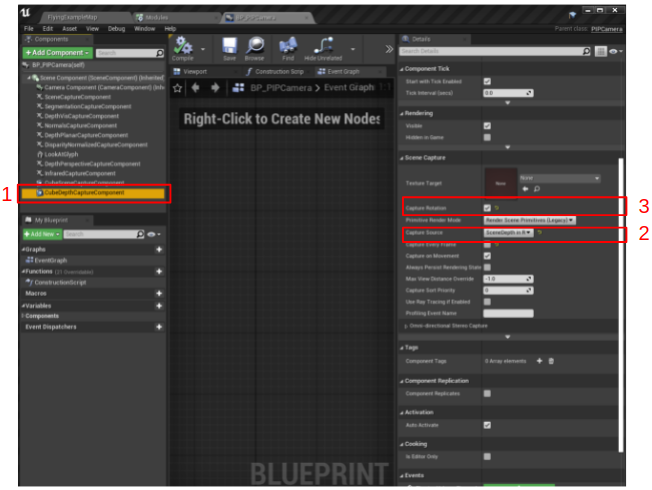 FlyingExampleMap
Modules
BP_PIPCamera
File Edit Asset View Debug Window Help
Parent class: PIPCamera
Components
Details
+Add Component
Search
Compile
Save
Browse
Find
Hide Unrelated
Search Details
BP_PIPCamera(self)
Viewport
Construction Scrip
Event Graph
Scene Component (SceneComponent) (Inherited)
Camera Component (CameraComponent) (Inhe
SceneCaptureComponent
SegmentationCaptureComponent
DepthVisCaptureComponent
NormalsCaptureComponent
DepthPlanarCaptureComponent
DisparityNormalizedCaptureComponent
LookAtGlyph
DepthPerspectiveCaptureComponent
InfraredCaptureComponent
CubeSceneCaptureComponent
CubeDepthCaptureComponent
1
BP_PIPCamera > Event Graph
Right-Click to Create New Nodes
BLUEPRINT
My Blueprint
+Add New
Search
Graphs
EventGraph
Functions (21 Overridable)
ConstructionScript
Macros
Variables
Components
Event Dispatchers
Component Tick
Start with Tick Enabled
Tick Interval (secs)
0.0
Rendering
Visible
Hidden in Game
Scene Capture
Texture Target
None
None
Capture Rotation
3
Primitive Render Mode
Render Scene Primitives (Legacy)
Capture Source
SceneDepth in R
2
Capture Every Frame
Capture on Movement
Always Persist Rendering State
Max View Distance Override
-1.0
Capture Sort Priority
0
Use Ray Tracing if Enabled
Profiling Event Name
Omni-directional Stereo Capture
Tags
Component Tags
0 Array elements
Component Replication
Component Replicates
Activation
Auto Activate
Cooking
Is Editor Only
Events